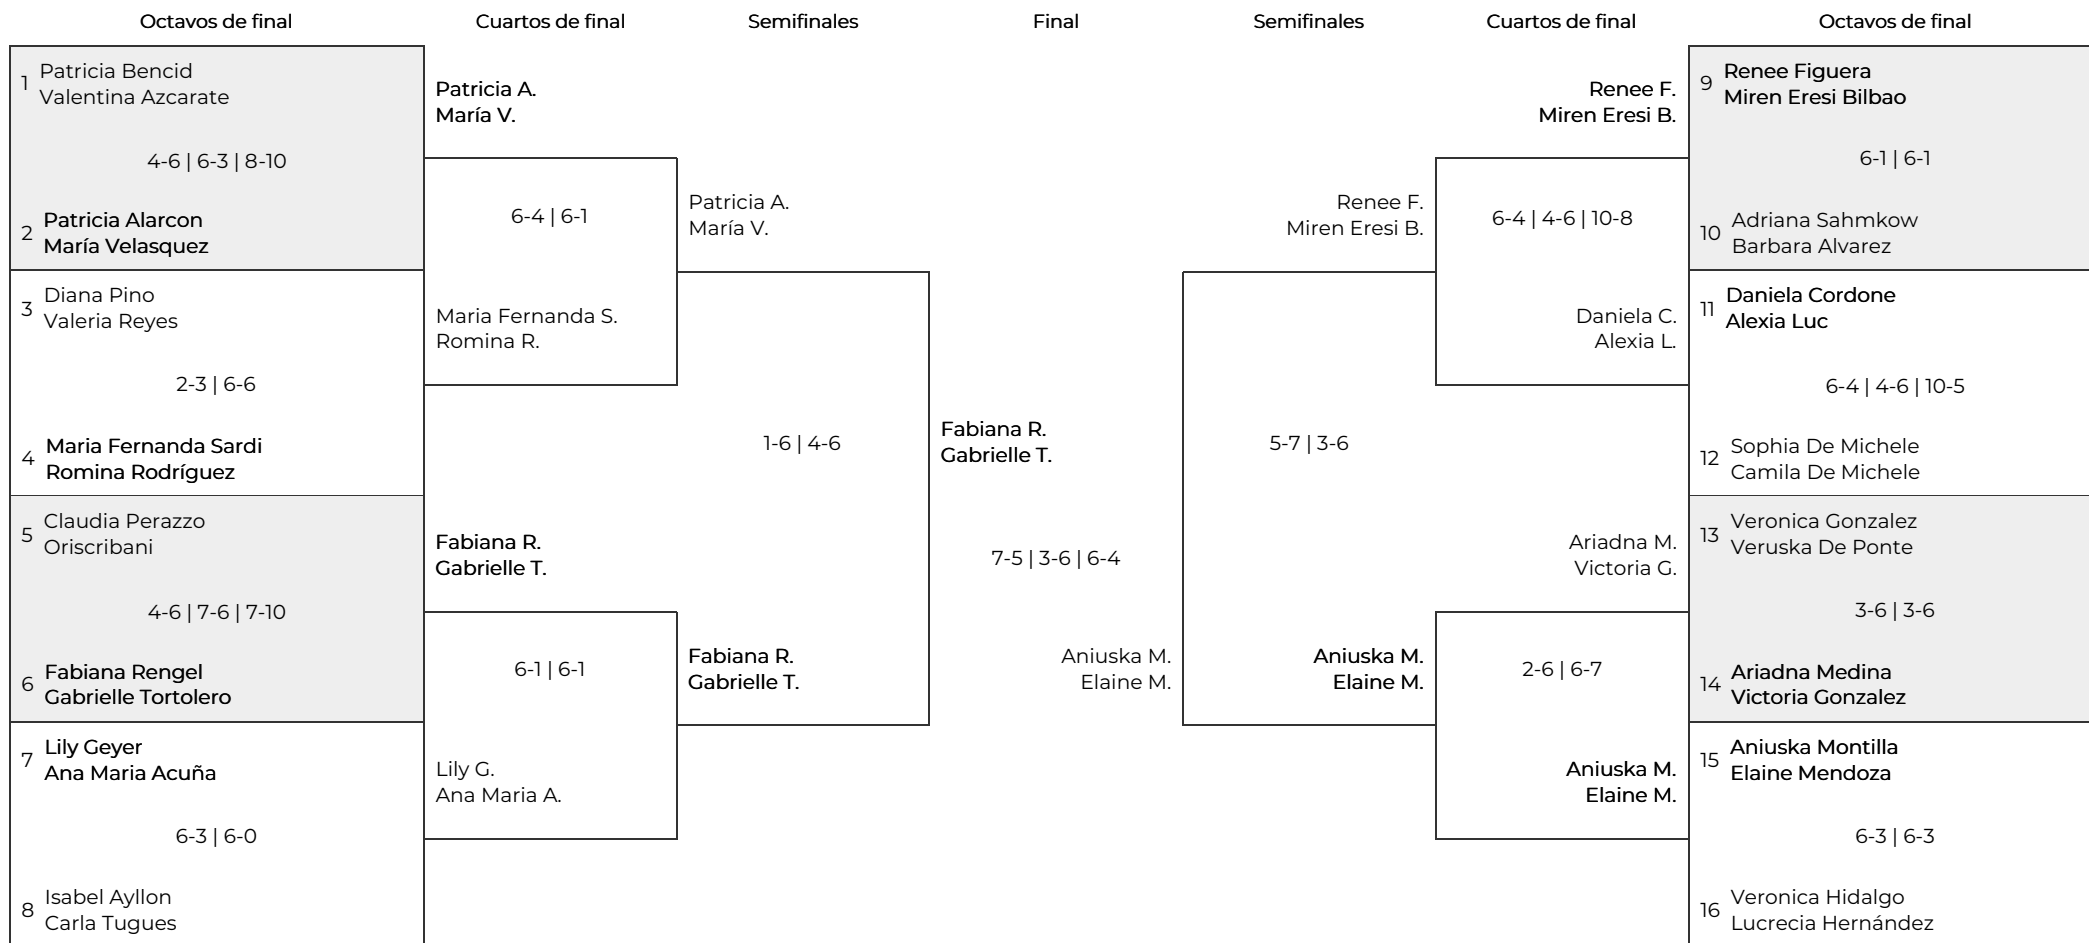 Octavos de final
Cuartos de final
Semifinales
Final
Semifinales
Cuartos de final
Octavos de final
1
Patricia Bencid
Valentina Azcarate
4-6 | 6-3 | 8-10
2
Patricia Alarcon
María Velasquez
3
Diana Pino
Valeria Reyes
2-3 | 6-6
4
Maria Fernanda Sardi
Romina Rodríguez
5
Claudia Perazzo
Oriscribani
4-6 | 7-6 | 7-10
6
Fabiana Rengel
Gabrielle Tortolero
7
Lily Geyer
Ana Maria Acuña
6-3 | 6-0
8
Isabel Ayllon
Carla Tugues
Patricia A.
María V.
6-4 | 6-1
Maria Fernanda S.
Romina R.
Fabiana R.
Gabrielle T.
6-1 | 6-1
Lily G.
Ana Maria A.
Patricia A.
María V.
1-6 | 4-6
Fabiana R.
Gabrielle T.
Fabiana R.
Gabrielle T.
7-5 | 3-6 | 6-4
Aniuska M.
Elaine M.
Renee F.
Miren Eresi B.
5-7 | 3-6
Aniuska M.
Elaine M.
Renee F.
Miren Eresi B.
6-4 | 4-6 | 10-8
Daniela C.
Alexia L.
Ariadna M.
Victoria G.
2-6 | 6-7
Aniuska M.
Elaine M.
9
Renee Figuera
Miren Eresi Bilbao
6-1 | 6-1
10
Adriana Sahmkow
Barbara Alvarez
11
Daniela Cordone
Alexia Luc
6-4 | 4-6 | 10-5
12
Sophia De Michele
Camila De Michele
13
Veronica Gonzalez
Veruska De Ponte
3-6 | 3-6
14
Ariadna Medina
Victoria Gonzalez
15
Aniuska Montilla
Elaine Mendoza
6-3 | 6-3
16
Veronica Hidalgo
Lucrecia Hernández